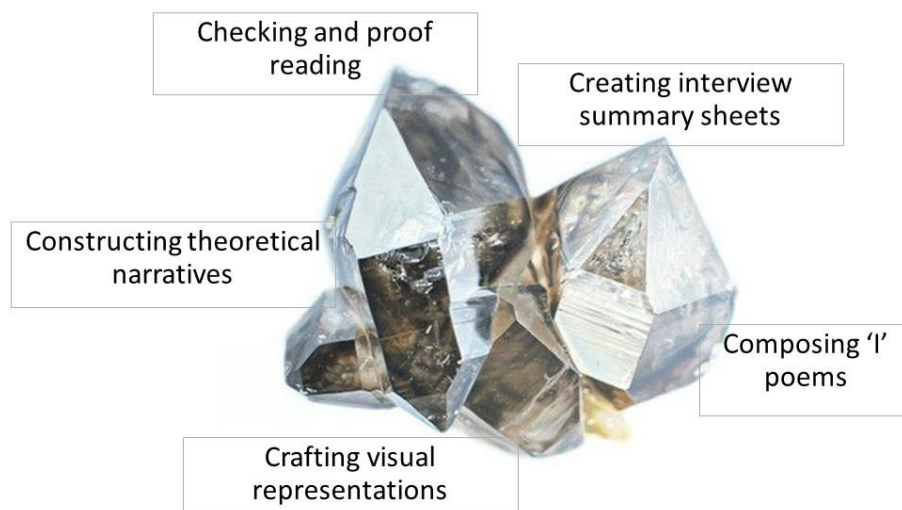 Checking and proof
reading
Creating interview
summary sheets
Constructing theoretical
narratives
Composing ‘I’
poems
Crafting visual
representations